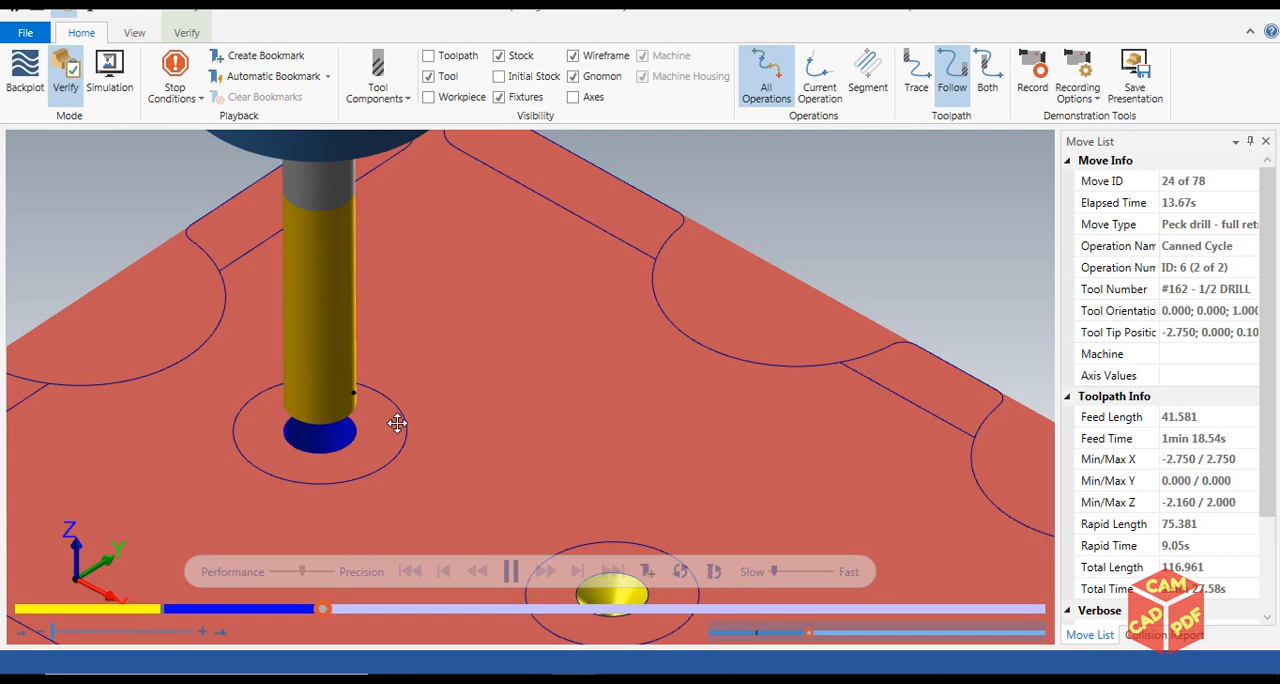 File Home View Verify
Backplot Verify Simulation
Mode
Stop Conditions
Create Bookmark
Automatic Bookmark
Clear Bookmarks
Playback
Tool Components
Toolpath Stock Wireframe Machine
Tool Initial Stock Gnomon Machine Housing
Workpiece Fixtures Axes
Visibility
All Operations Current Operation Segment
Operations
Trace Follow Both
Toolpath
Record Recording Options Save Presentation
Demonstration Tools
Move List
Move Info
Move ID 24 of 78
Elapsed Time 13.67s
Move Type Peck drill - full retr
Operation Nam Canned Cycle
Operation Num ID: 6 (2 of 2)
Tool Number #162 - 1/2 DRILL
Tool Orientatio 0.000; 0.000; 1.000
Tool Tip Positic -2.750; 0.000; 0.10
Machine
Axis Values
Toolpath Info
Feed Length 41.581
Feed Time 1min 18.54s
Min/Max X -2.750 / 2.750
Min/Max Y 0.000 / 0.000
Min/Max Z -2.160 / 2.000
Rapid Length 75.381
Rapid Time 9.05s
Total Length 116.961
Total Time 27.58s
Verbose
Move List Collision Report
Z
Y
Performance Precision Slow Fast
CAM
CAD PDF